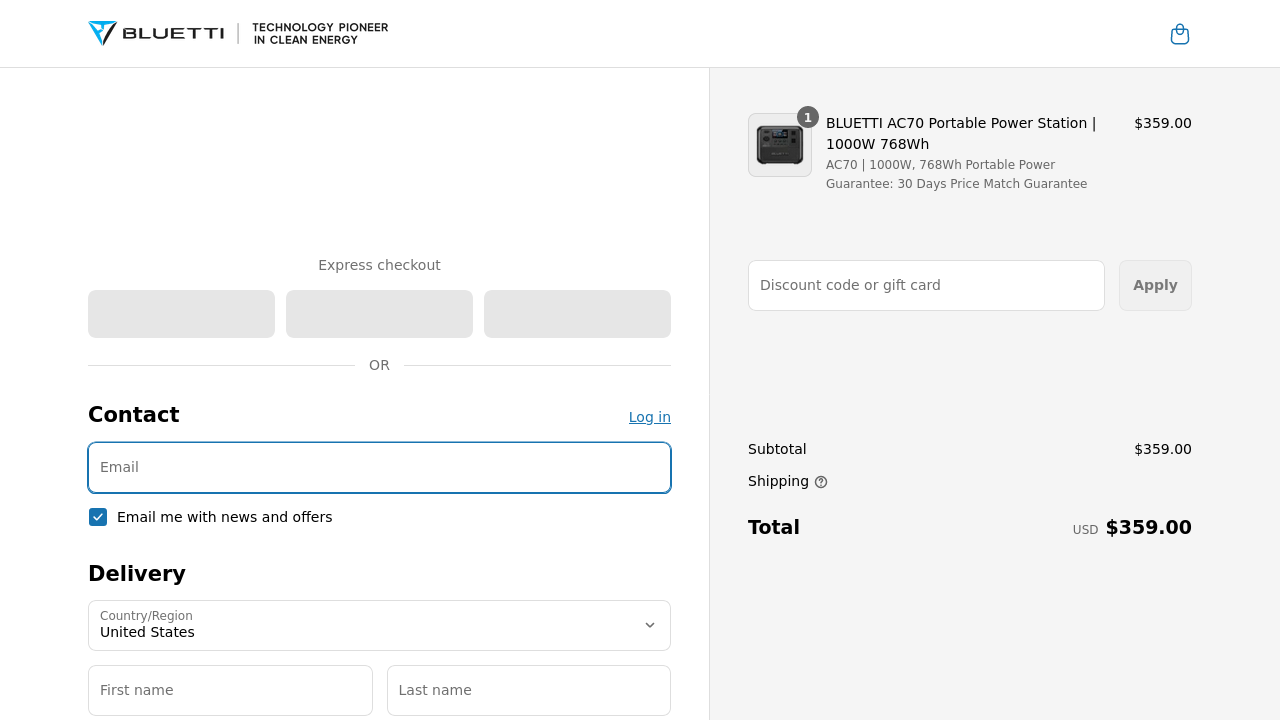 BLUETTI
TECHNOLOGY PIONEER
IN CLEAN ENERGY
Express checkout
OR
Contact
Log in
Email
Email me with news and offers
Delivery
Country/Region
United States
First name
Last name
1
BLUETTI AC70 Portable Power Station |
1000W 768Wh
$359.00
AC70 | 1000W, 768Wh Portable Power
Guarantee: 30 Days Price Match Guarantee
Discount code or gift card
Apply
Subtotal
$359.00
Shipping
Total
USD $359.00